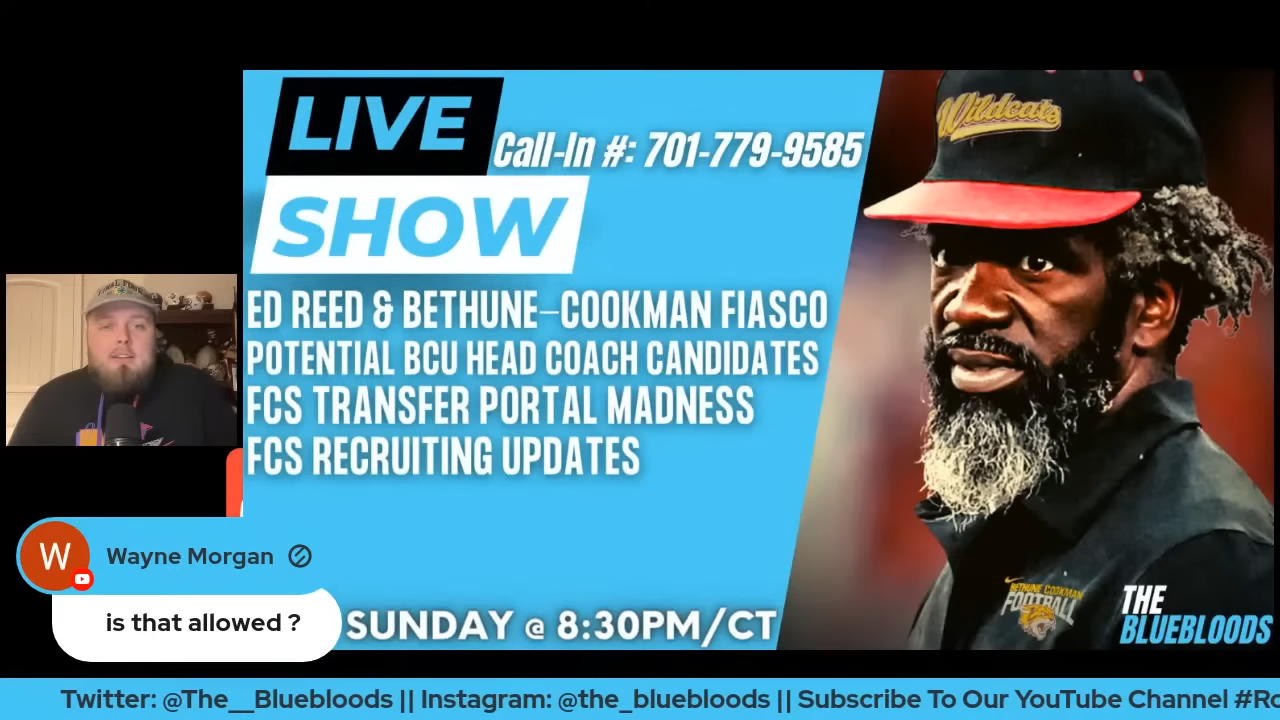 LIVE
Call-In #: 701-779-9585
SHOW
ED REED & BETHUNE-COOKMAN FIASCO
POTENTIAL BCU HEAD COACH CANDIDATES
FCS TRANSFER PORTAL MADNESS
FCS RECRUITING UPDATES
SUNDAY @ 8:30PM/CT
Wildcats
BETHUNE COOKMAN
FOOTBALL
THE
BLUEBLOODS
W
Wayne Morgan
is that allowed ?
Twitter: @The__Bluebloods || Instagram: @the_bluebloods || Subscribe To Our YouTube Channel #Ro